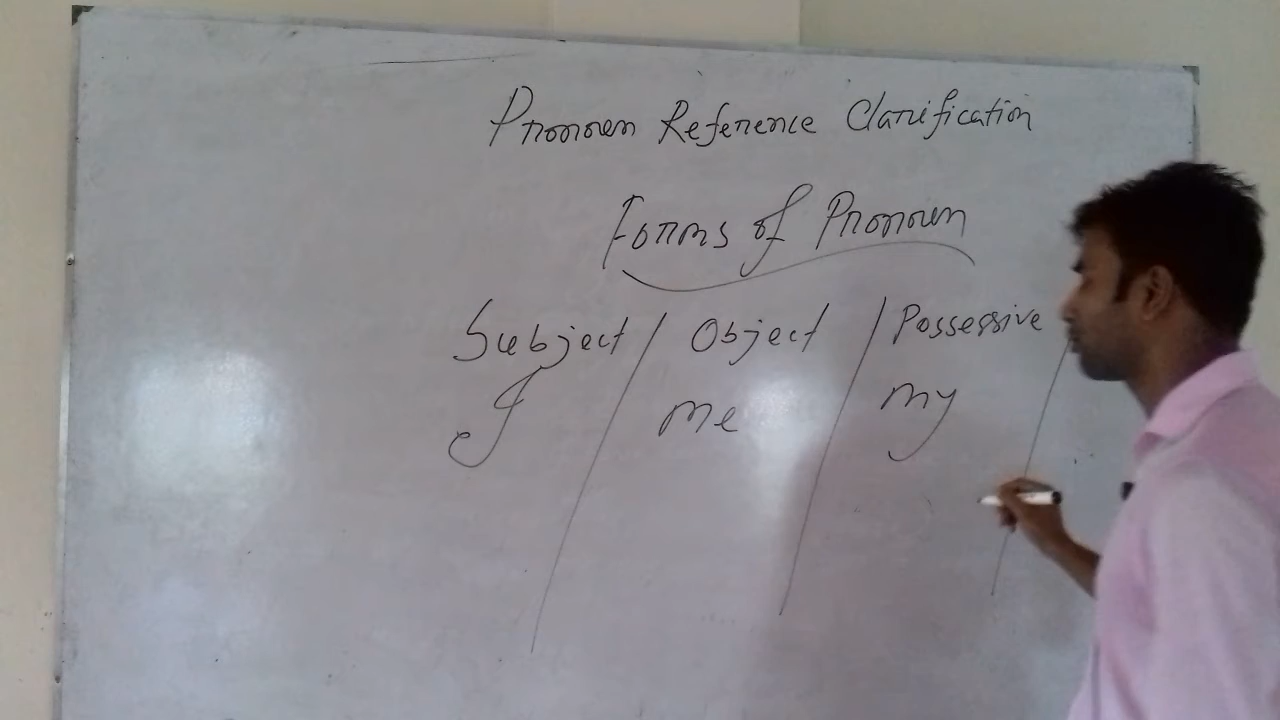 Pronoun Reference Clarification
Forms of Pronoun
Subject / Object / Possessive
I / me / my /